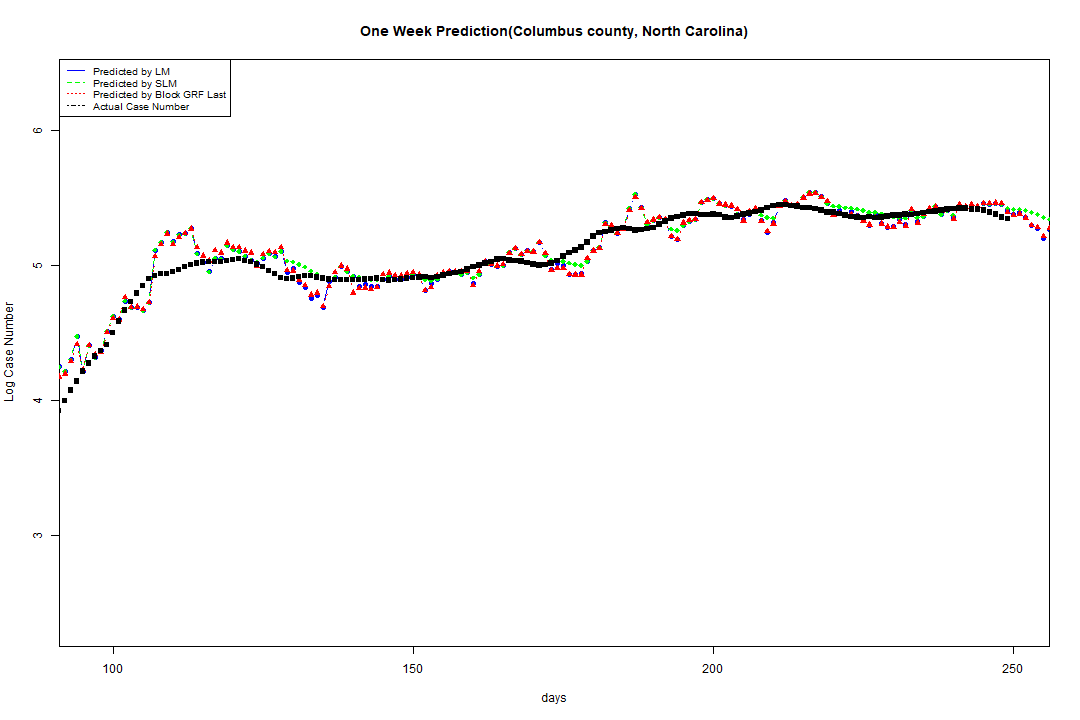 One Week Prediction(Columbus county, North Carolina)
Predicted by LM
Predicted by SLM
Predicted by Block GRF Last
Actual Case Number
6
5
4
3
Log Case Number
100 150 200 250
days